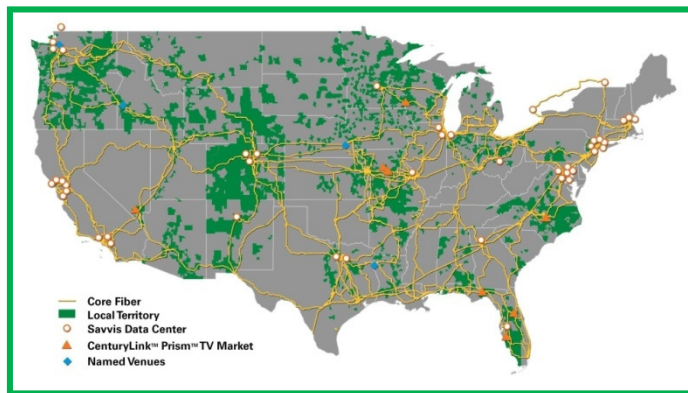 Core Fiber
Local Territory
Savvis Data Center
CenturyLink™ Prism™ TV Market
Named Venues